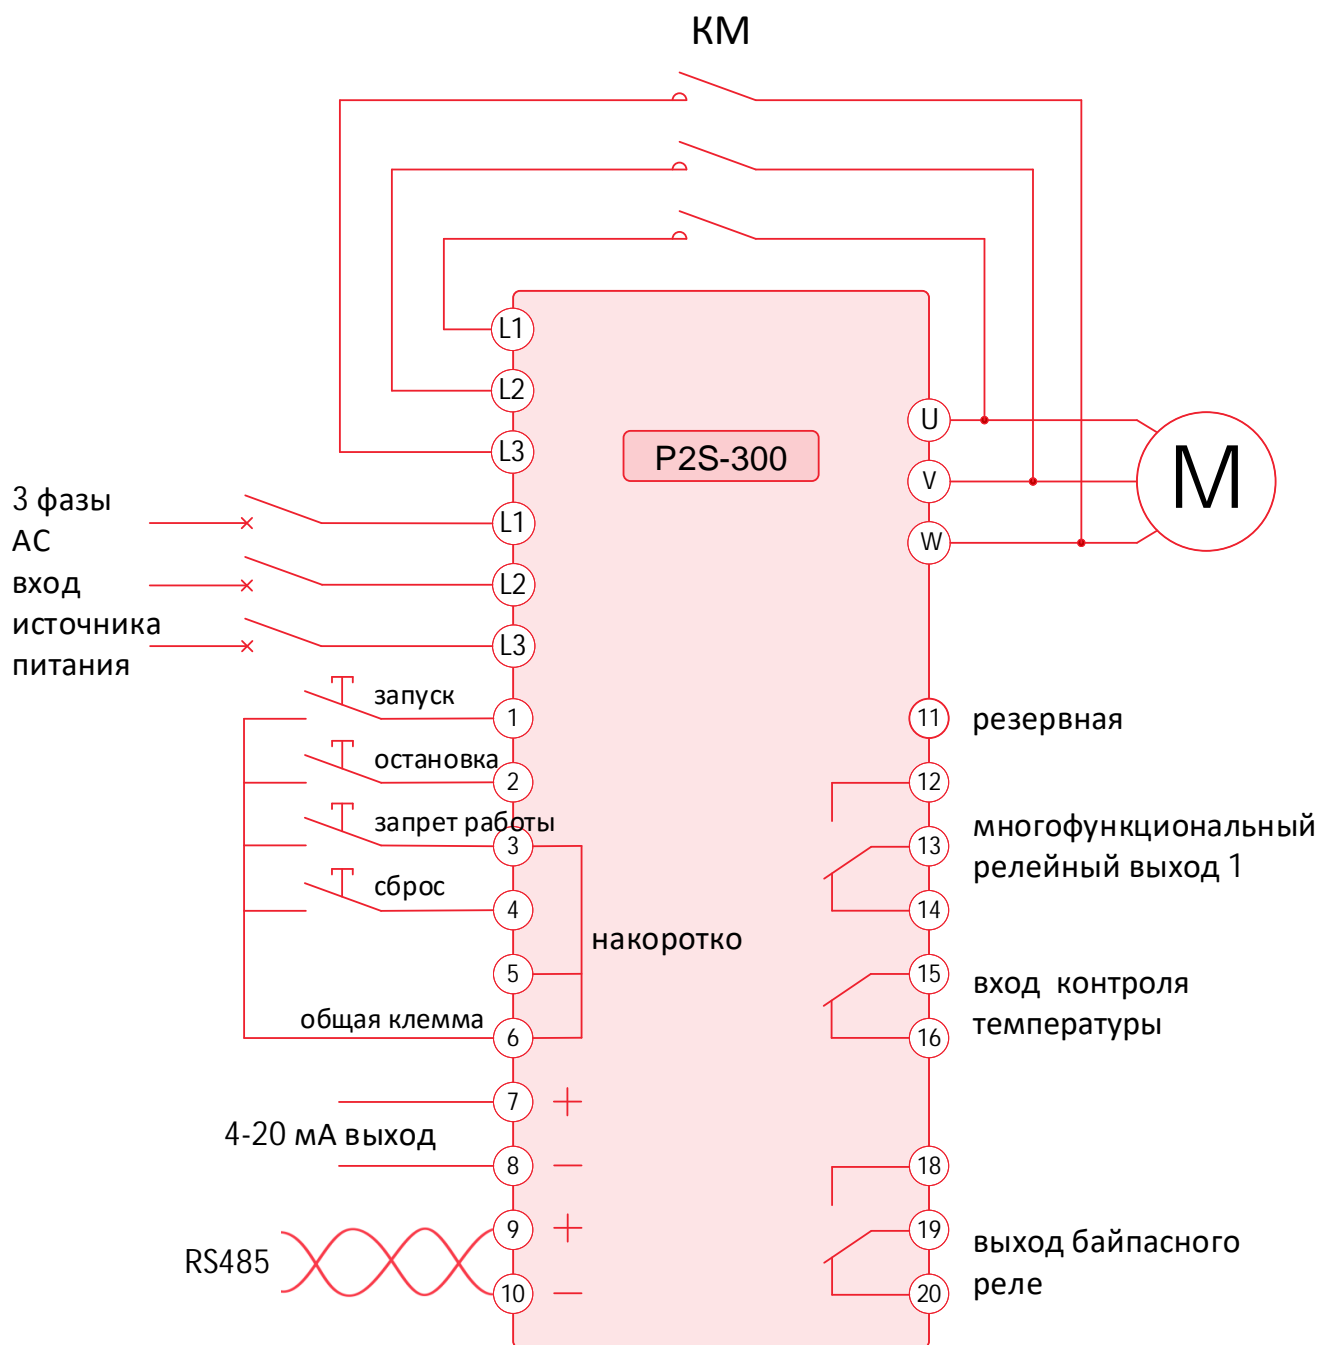 КМ
L1
L2
L3
P2S-300
U
V
W
M
3 фазы
АС
вход
источника
питания
L1
L2
L3
запуск
1
остановка
2
запрет работы
3
сброс
4
накоротко
5
общая клемма
6
7 +
4-20 мА выход
8 –
9 +
RS485
10 –
11
резервная
12
многофункциональный
13
релейный выход 1
14
15
вход контроля
температуры
16
18
19
выход байпасного
реле
20